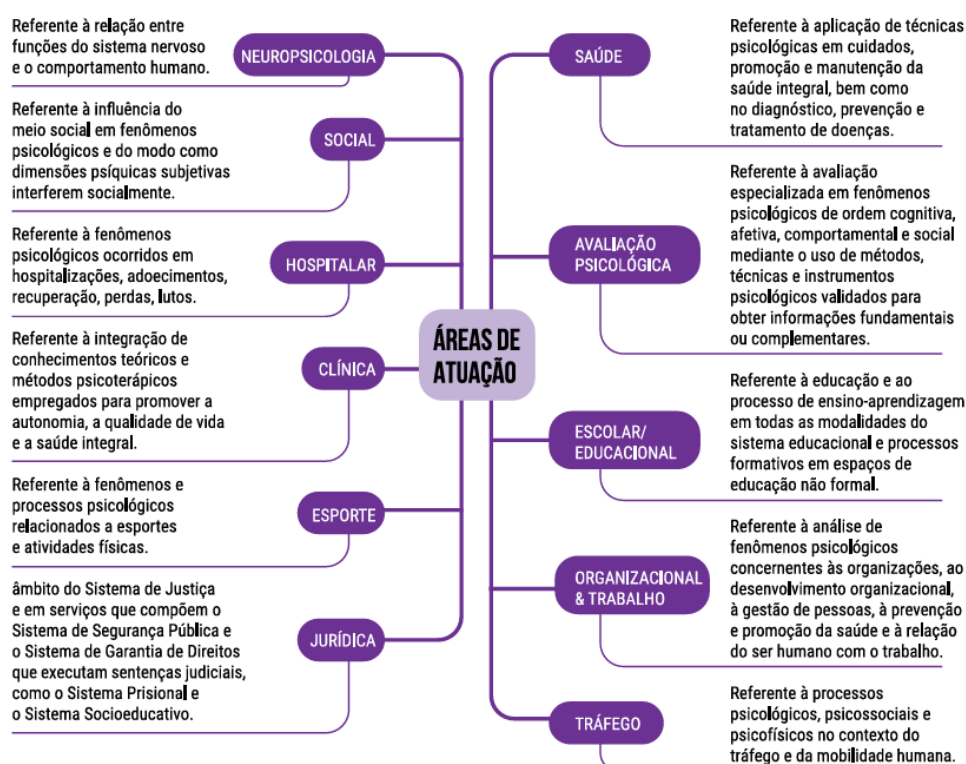 Referente à relação entre
funções do sistema nervoso
e o comportamento humano.
NEUROPSICOLOGIA
Referente à influência do
meio social em fenômenos
psicológicos e do modo como
dimensões psíquicas subjetivas
interferem socialmente.
SOCIAL
Referente à fenômenos
psicológicos ocorridos em
hospitalizações, adoecimentos,
recuperação, perdas, lutos.
HOSPITALAR
Referente à integração de
conhecimentos teóricos e
métodos psicoterápicos
empregados para promover a
autonomia, a qualidade de vida
e a saúde integral.
CLÍNICA
Referente à fenômenos e
processos psicológicos
relacionados a esportes
e atividades físicas.
ESPORTE
âmbito do Sistema de Justiça
e em serviços que compõem o
Sistema de Segurança Pública e
o Sistema de Garantia de Direitos
que executam sentenças judiciais,
como o Sistema Prisional e
o Sistema Socioeducativo.
JURÍDICA
ÁREAS DE
ATUAÇÃO
SAÚDE
Referente à aplicação de técnicas
psicológicas em cuidados,
promoção e manutenção da
saúde integral, bem como
no diagnóstico, prevenção e
tratamento de doenças.
AVALIAÇÃO
PSICOLÓGICA
Referente à avaliação
especializada em fenômenos
psicológicos de ordem cognitiva,
afetiva, comportamental e social
mediante o uso de métodos,
técnicas e instrumentos
psicológicos validados para
obter informações fundamentais
ou complementares.
ESCOLAR/
EDUCACIONAL
Referente à educação e ao
processo de ensino-aprendizagem
em todas as modalidades do
sistema educacional e processos
formativos em espaços de
educação não formal.
ORGANIZACIONAL
& TRABALHO
Referente à análise de
fenômenos psicológicos
concernentes às organizações, ao
desenvolvimento organizacional,
à gestão de pessoas, à prevenção
e promoção da saúde e à relação
do ser humano com o trabalho.
TRÁFEGO
Referente à processos
psicológicos, psicossociais e
psicofísicos no contexto do
tráfego e da mobilidade humana.